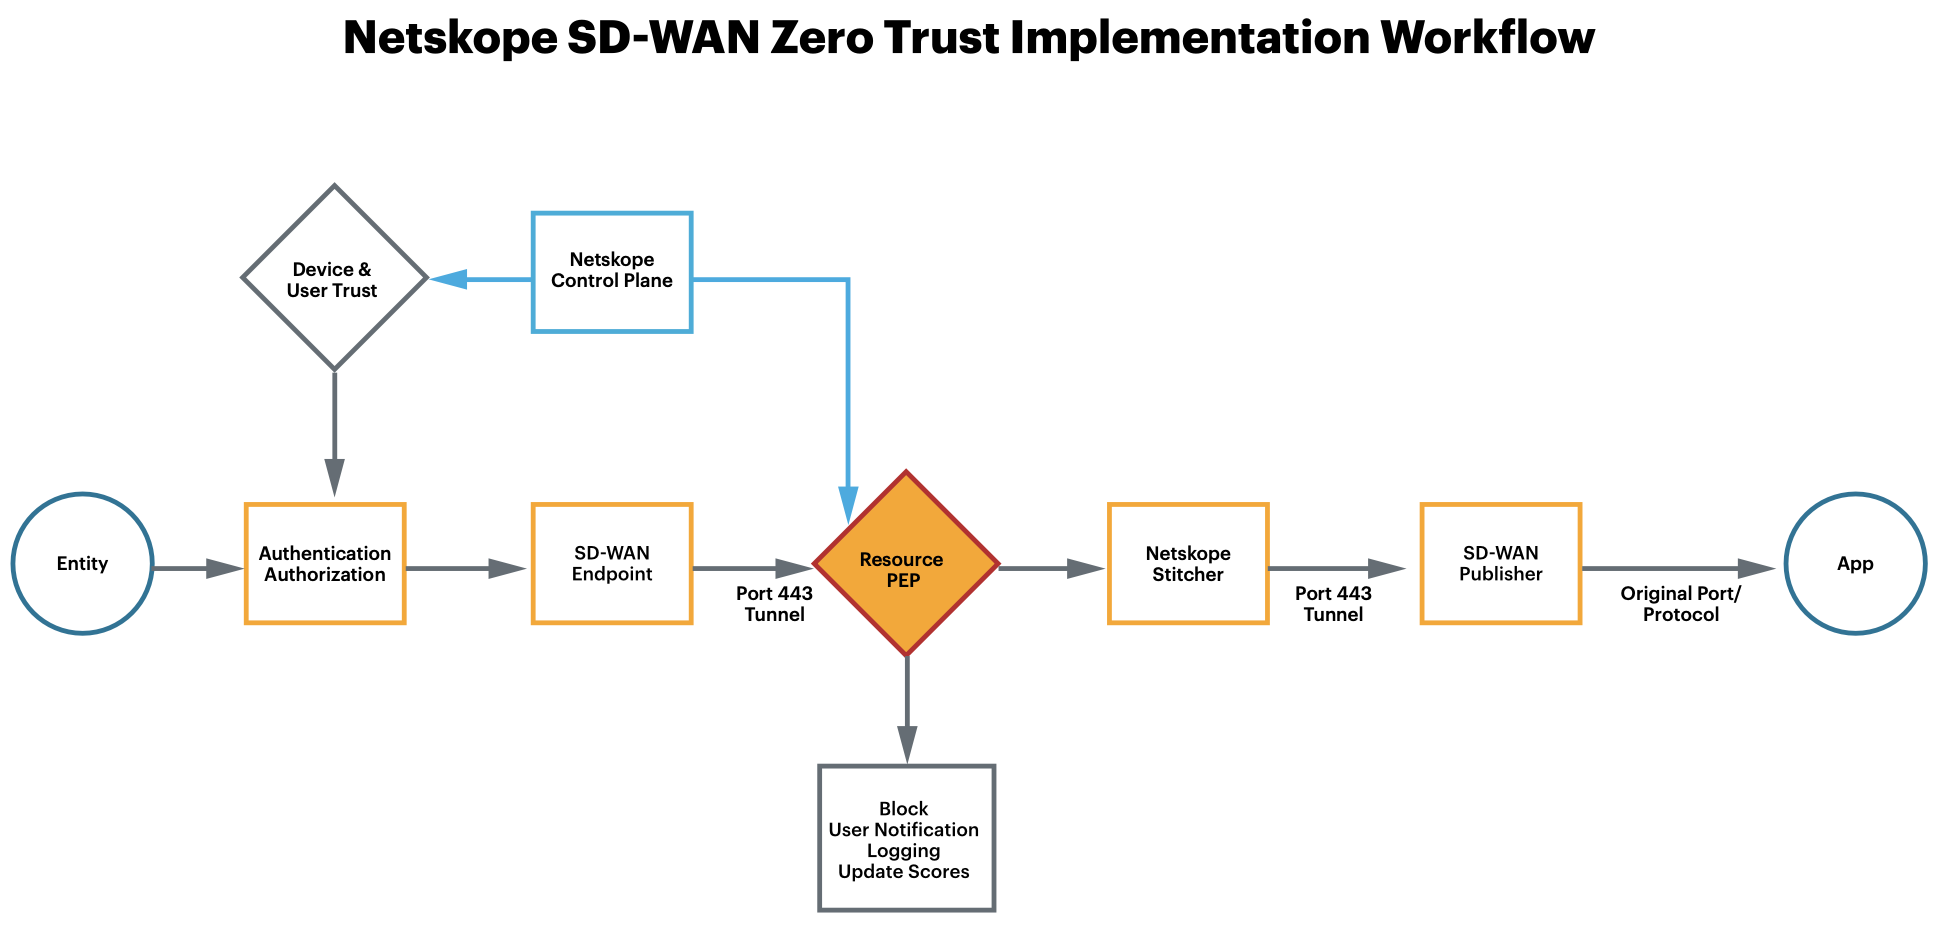 Netskope SD-WAN Zero Trust Implementation Workflow
Device &
User Trust
Netskope
Control Plane
Entity
Authentication
Authorization
SD-WAN
Endpoint
Port 443
Tunnel
Resource
PEP
Netskope
Stitcher
Port 443
Tunnel
SD-WAN
Publisher
Original Port/
Protocol
App
Block
User Notification
Logging
Update Scores